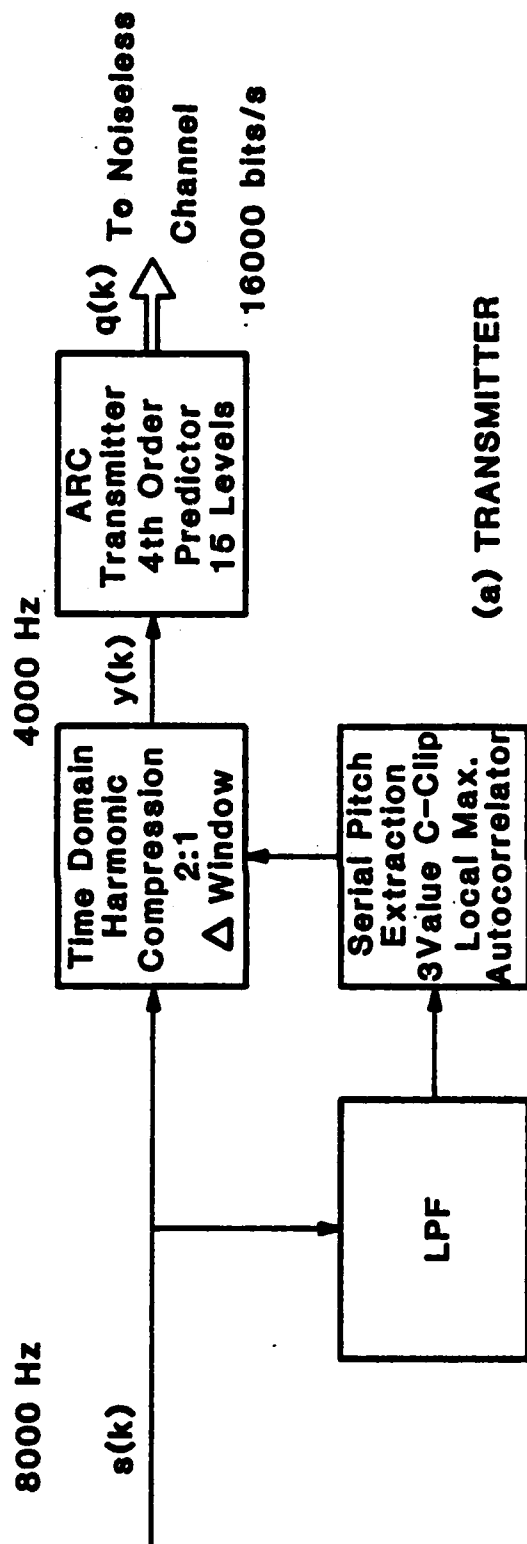 8000 Hz
s(k)
4000 Hz
Time Domain
Harmonic
Compression
2:1
Δ Window
y(k)
ARC
Transmitter
4th Order
Predictor
15 Levels
q(k)
To Noiseless
Channel
16000 bits/s
LPF
Serial Pitch
Extraction
3Value C-Clip
Local Max.
Autocorrelator
(a) TRANSMITTER